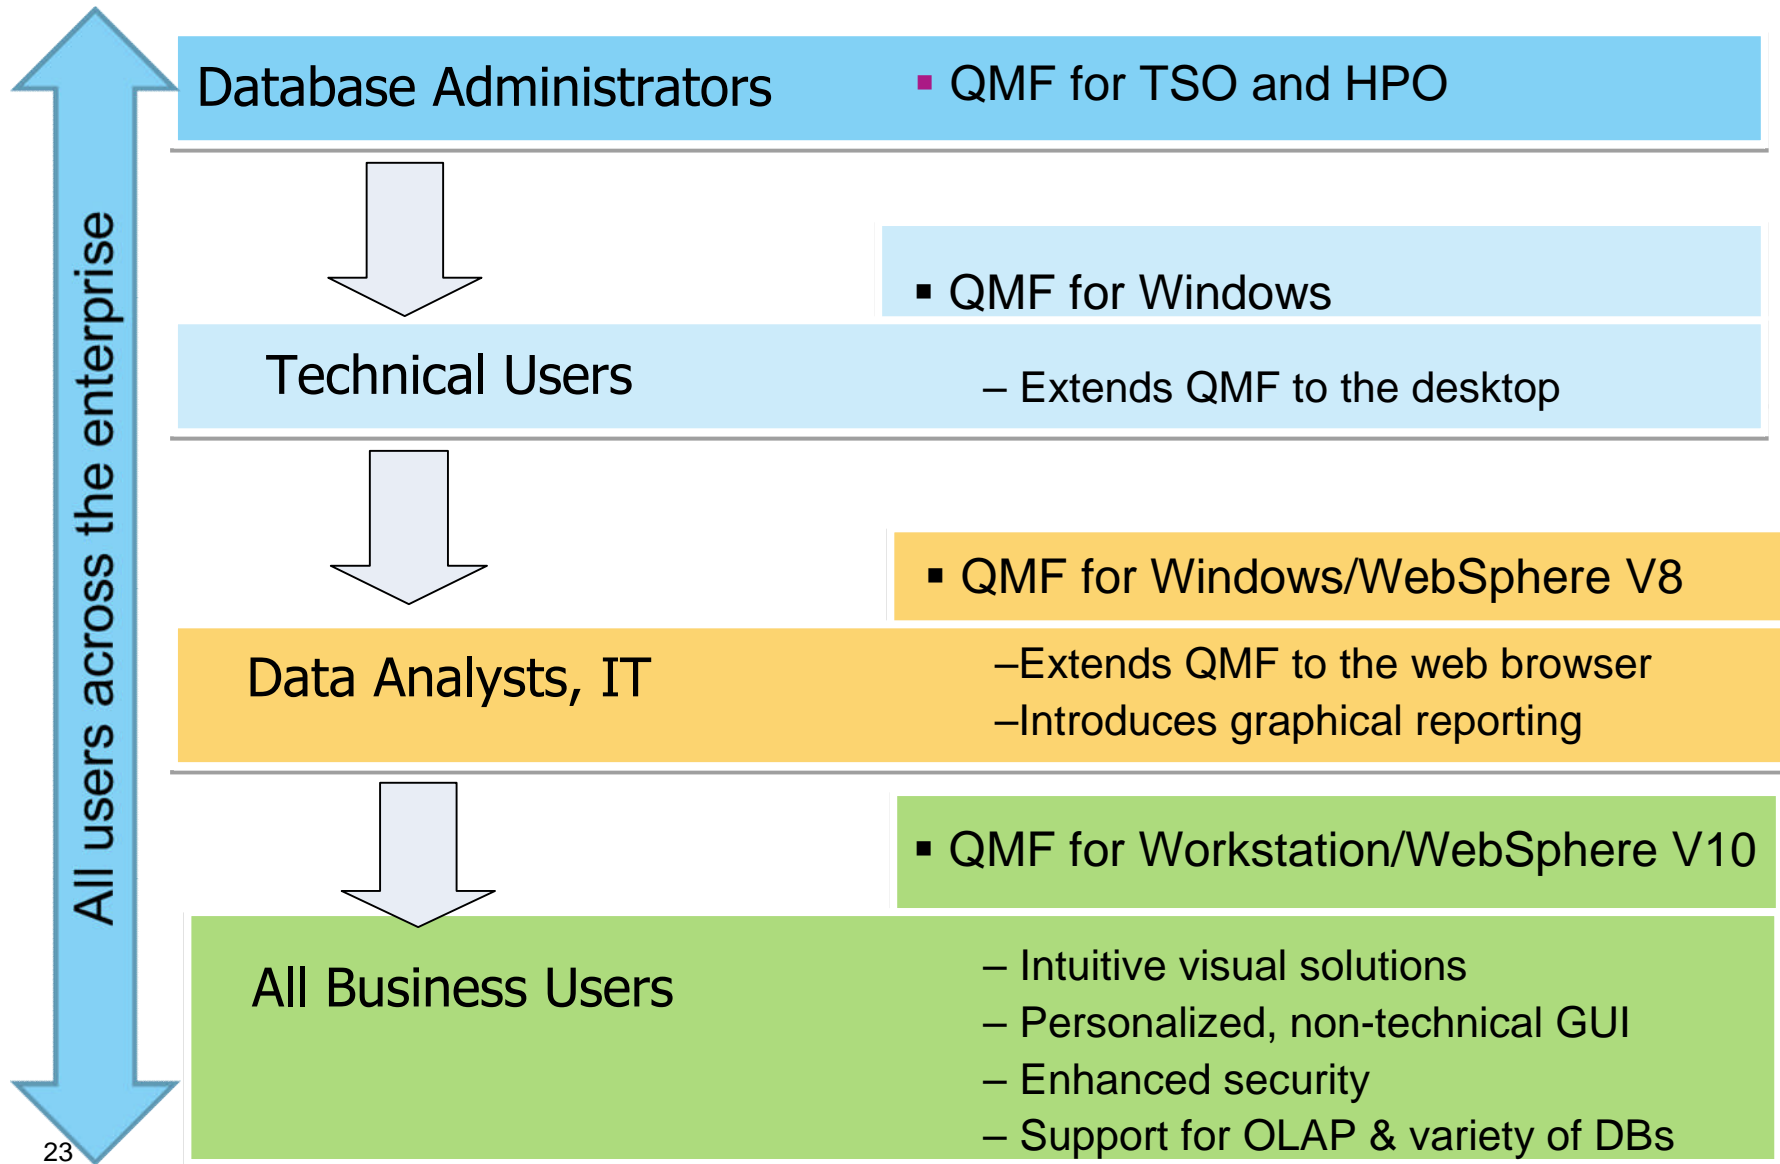 All users across the enterprise
Database Administrators
▪ QMF for TSO and HPO
▪ QMF for Windows
Technical Users
– Extends QMF to the desktop
▪ QMF for Windows/WebSphere V8
Data Analysts, IT
–Extends QMF to the web browser
–Introduces graphical reporting
▪ QMF for Workstation/WebSphere V10
All Business Users
– Intuitive visual solutions
– Personalized, non-technical GUI
– Enhanced security
– Support for OLAP & variety of DBs
23